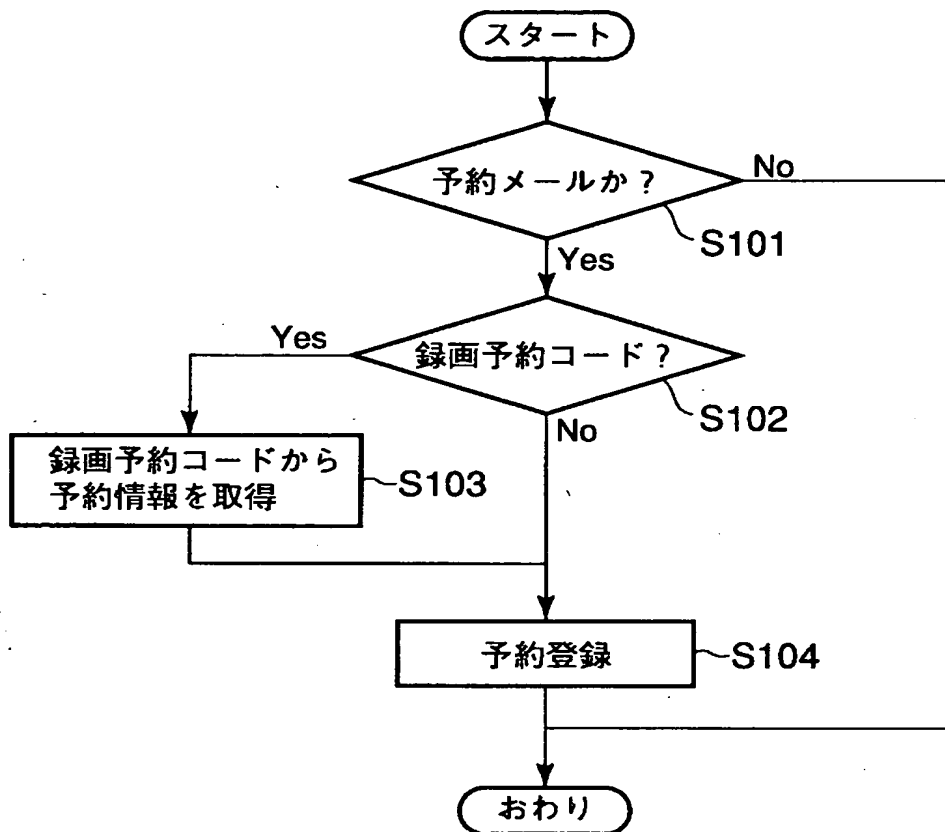 スタート
予約メールか?
No
S101
Yes
録画予約コード?
Yes
S102
No
録画予約コードから
予約情報を取得
S103
予約登録
S104
おわり